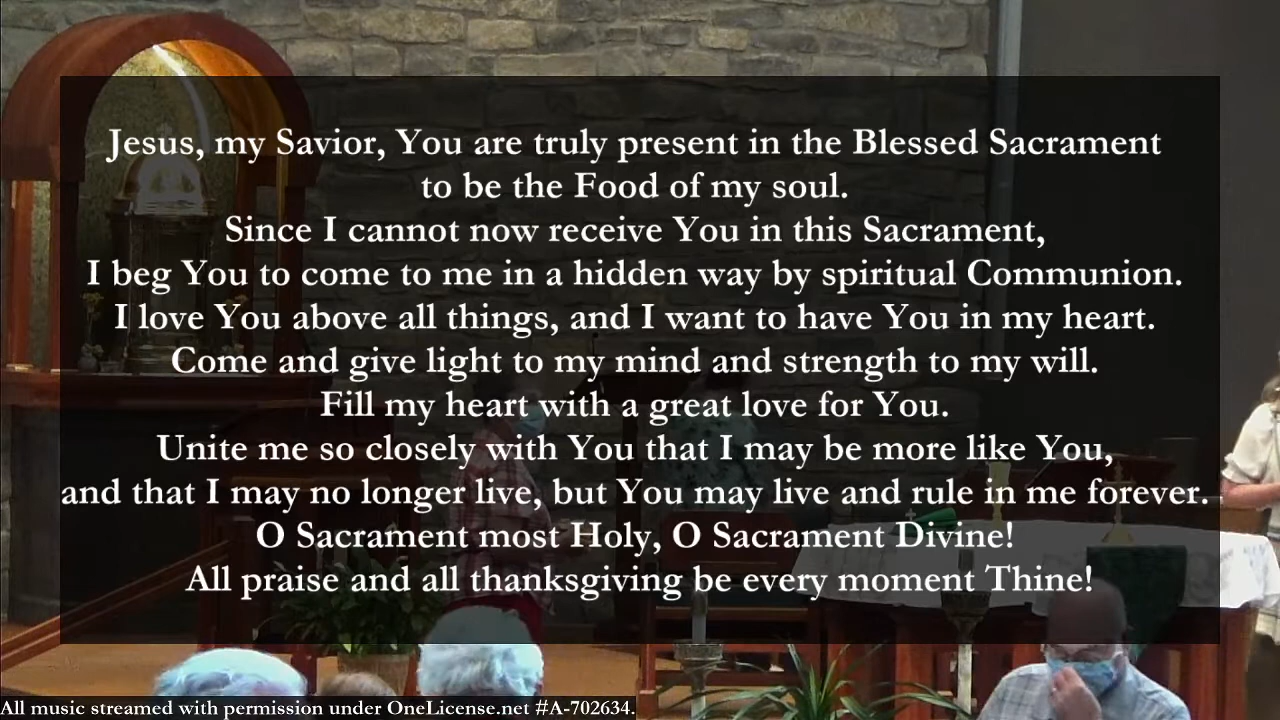 Jesus, my Savior, You are truly present in the Blessed Sacrament
to be the Food of my soul.
Since I cannot now receive You in this Sacrament,
I beg You to come to me in a hidden way by spiritual Communion.
I love You above all things, and I want to have You in my heart.
Come and give light to my mind and strength to my will.
Fill my heart with a great love for You.
Unite me so closely with You that I may be more like You,
and that I may no longer live, but You may live and rule in me forever.
O Sacrament most Holy, O Sacrament Divine!
All praise and all thanksgiving be every moment Thine!
All music streamed with permission under OneLicense.net #A-702634.